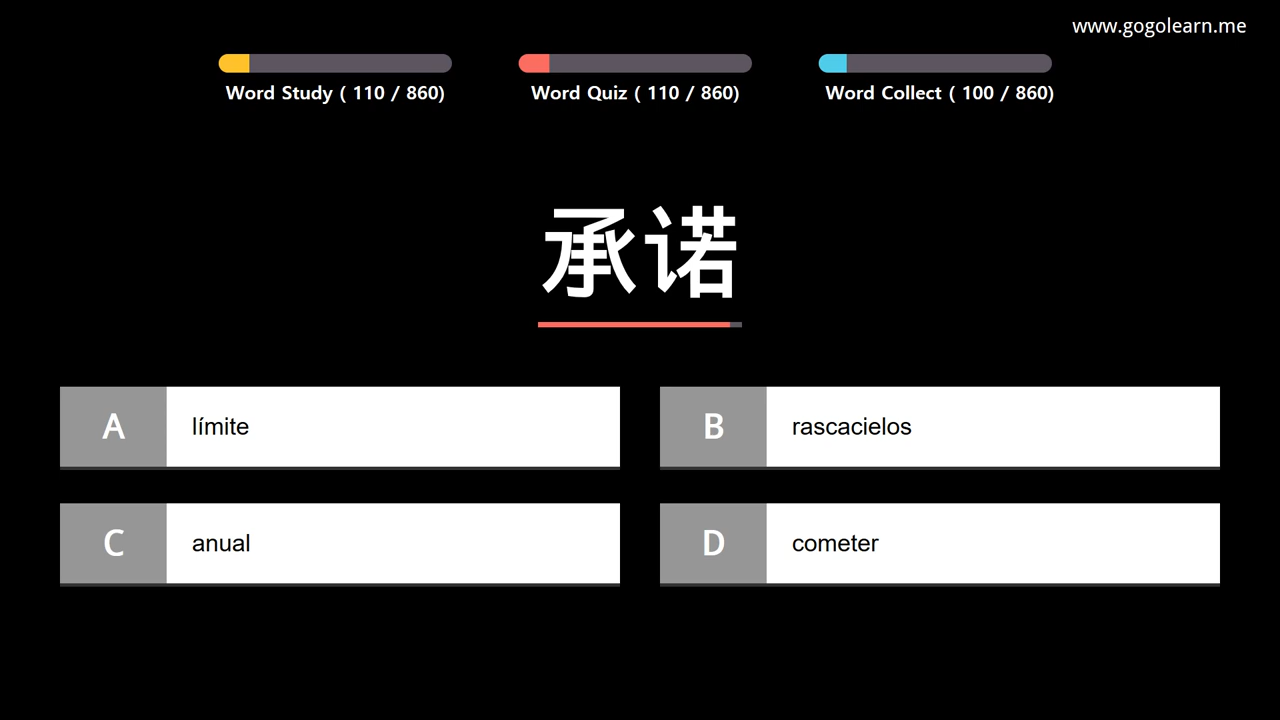 www.gogolearn.me
Word Study ( 110 / 860)
Word Quiz ( 110 / 860)
Word Collect ( 100 / 860)
承诺
A límite
B rascacielos
C anual
D cometer